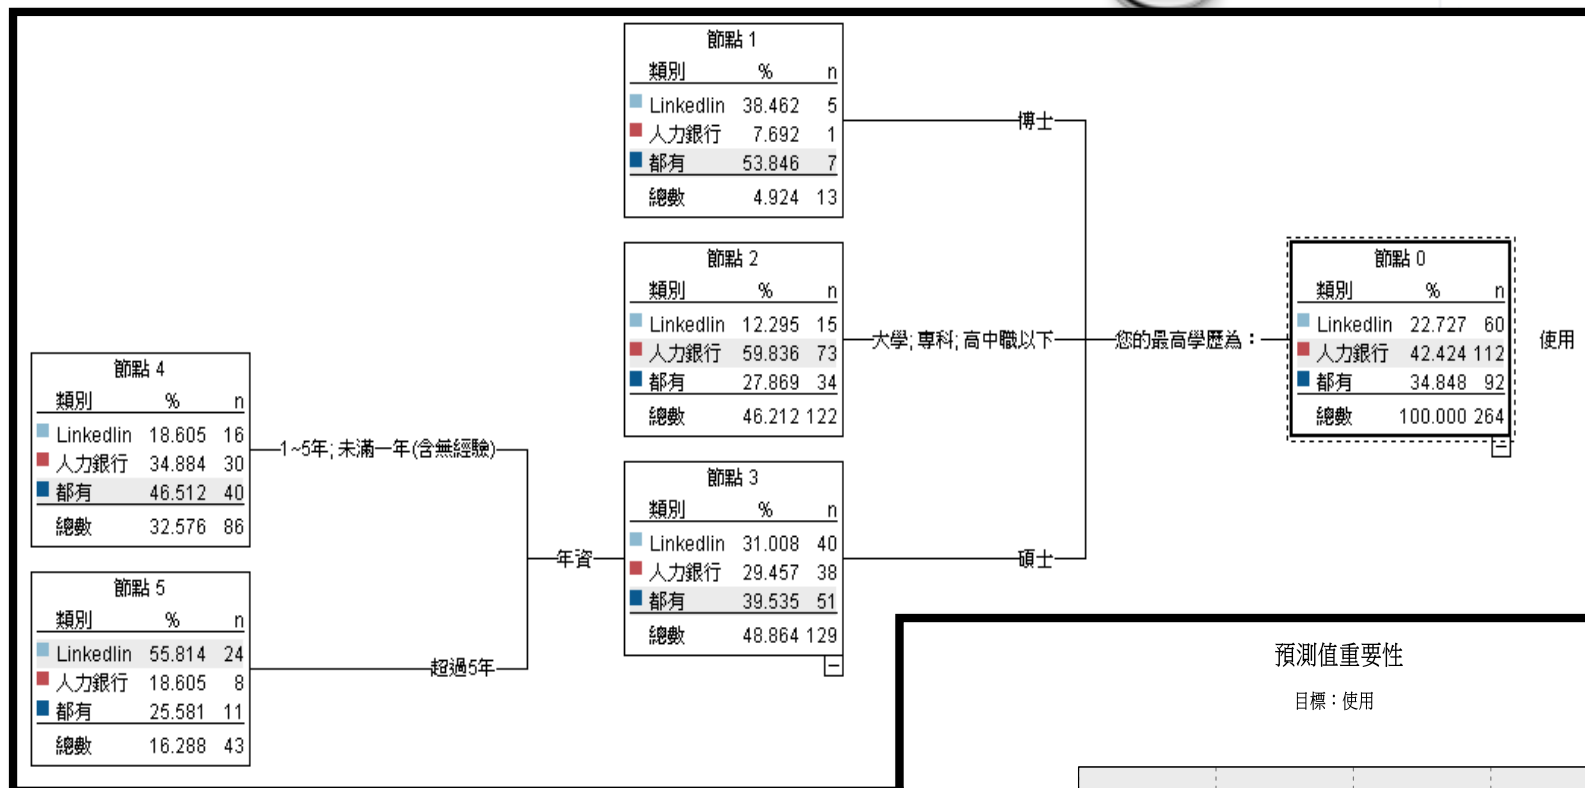 節點 1
類別 % n
Linkedlin 38.462 5
人力銀行 7.692 1
都有 53.846 7
總數 4.924 13
博士
節點 2
類別 % n
Linkedlin 12.295 15
人力銀行 59.836 73
都有 27.869 34
總數 46.212 122
大學; 專科; 高中職以下
您的最高學歷為：
節點 0
類別 % n
Linkedlin 22.727 60
人力銀行 42.424 112
都有 34.848 92
總數 100.000 264
使用
節點 4
類別 % n
Linkedlin 18.605 16
人力銀行 34.884 30
都有 46.512 40
總數 32.576 86
1~5年; 未滿一年(含無經驗)
節點 3
類別 % n
Linkedlin 31.008 40
人力銀行 29.457 38
都有 39.535 51
總數 48.864 129
年資
碩士
節點 5
類別 % n
Linkedlin 55.814 24
人力銀行 18.605 8
都有 25.581 11
總數 16.288 43
超過5年
預測值重要性
目標：使用